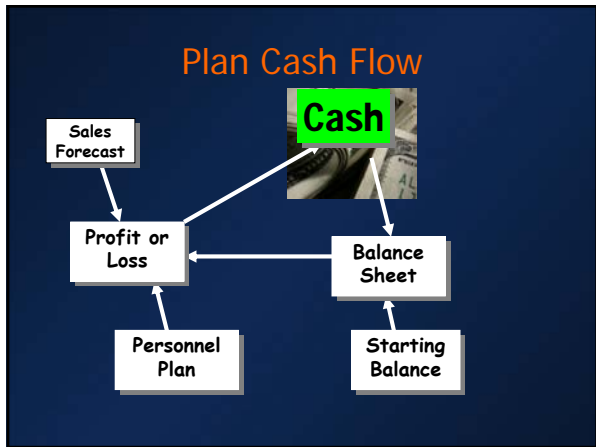 Plan Cash Flow
Cash
Sales
Forecast
Profit or
Loss
Balance
Sheet
Personnel
Plan
Starting
Balance